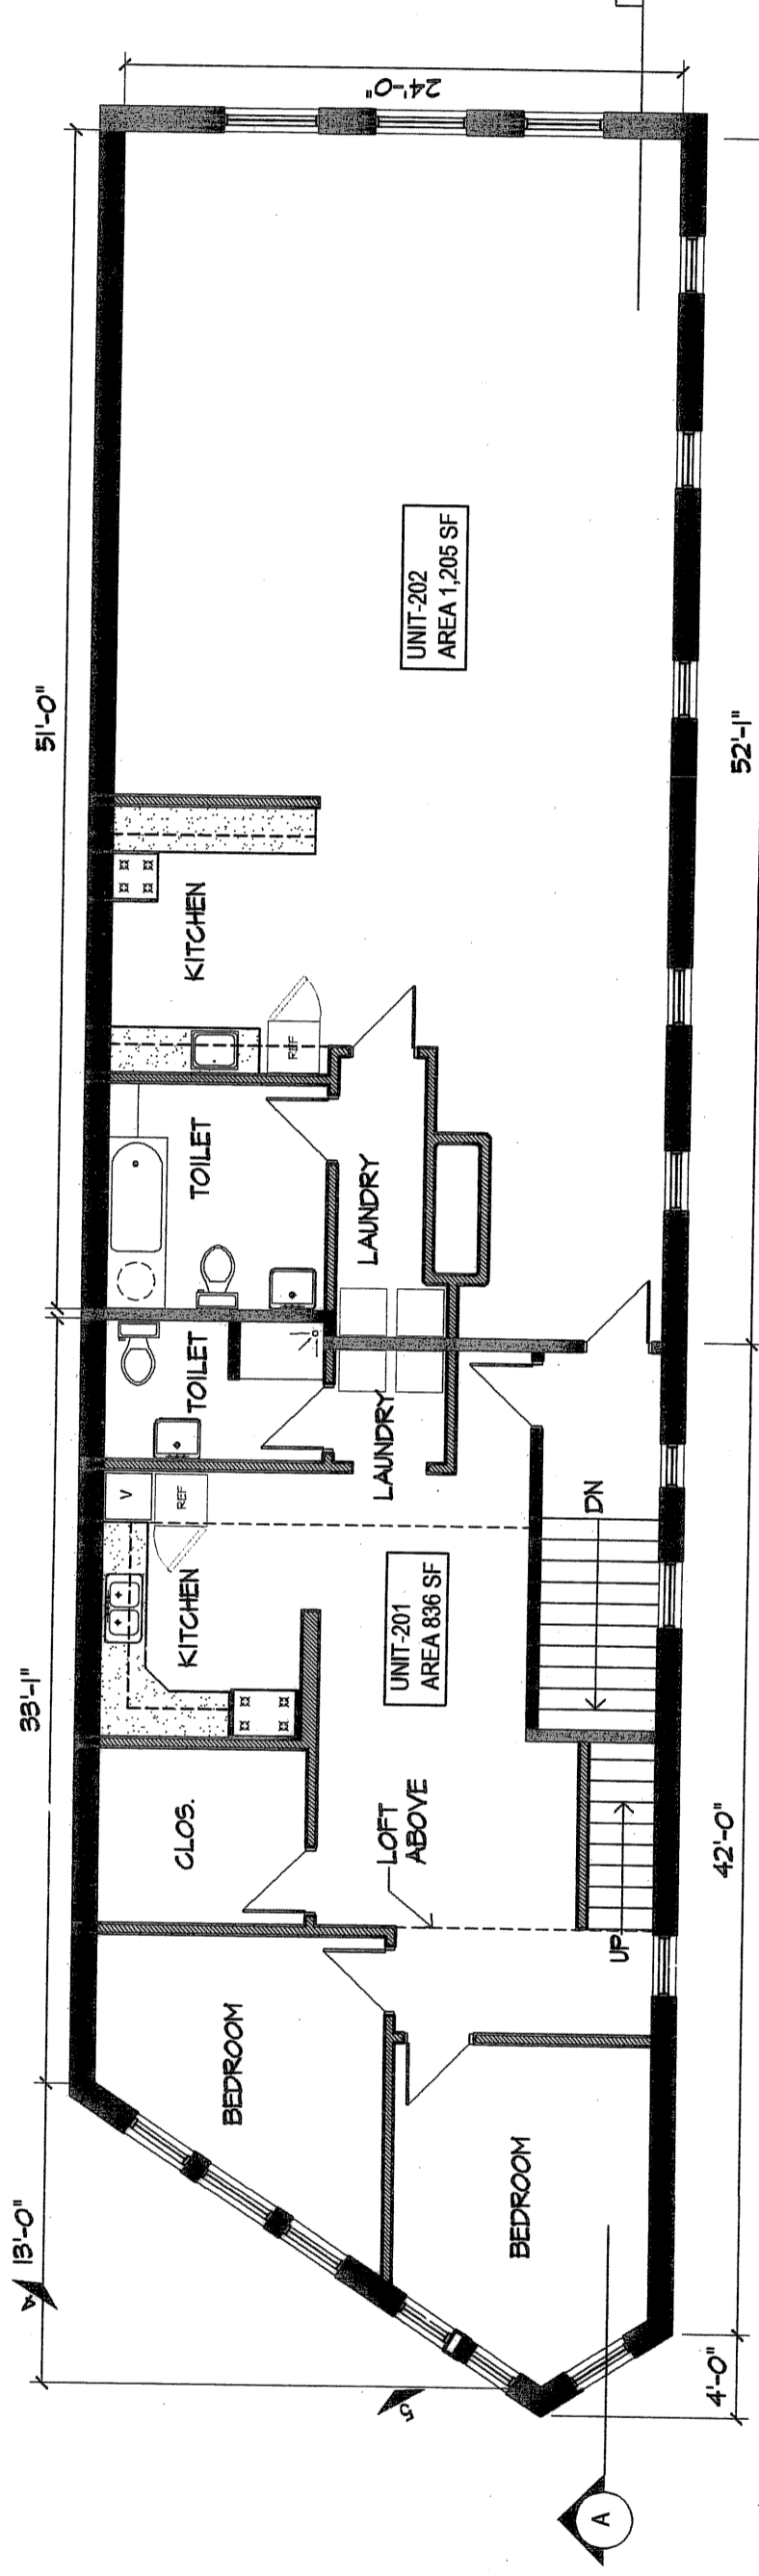 24'-0"
51'-0"
UNIT-202
AREA 1,205 SF
52'-1"
KITCHEN
REF
TOILET
LAUNDRY
TOILET
LAUNDRY
33'-1"
V
REF
KITCHEN
UNIT-201
AREA 836 SF
DN
CLOS.
LOFT
ABOVE
UP
42'-0"
BEDROOM
BEDROOM
13'-0"
4
5
4'-0"
A